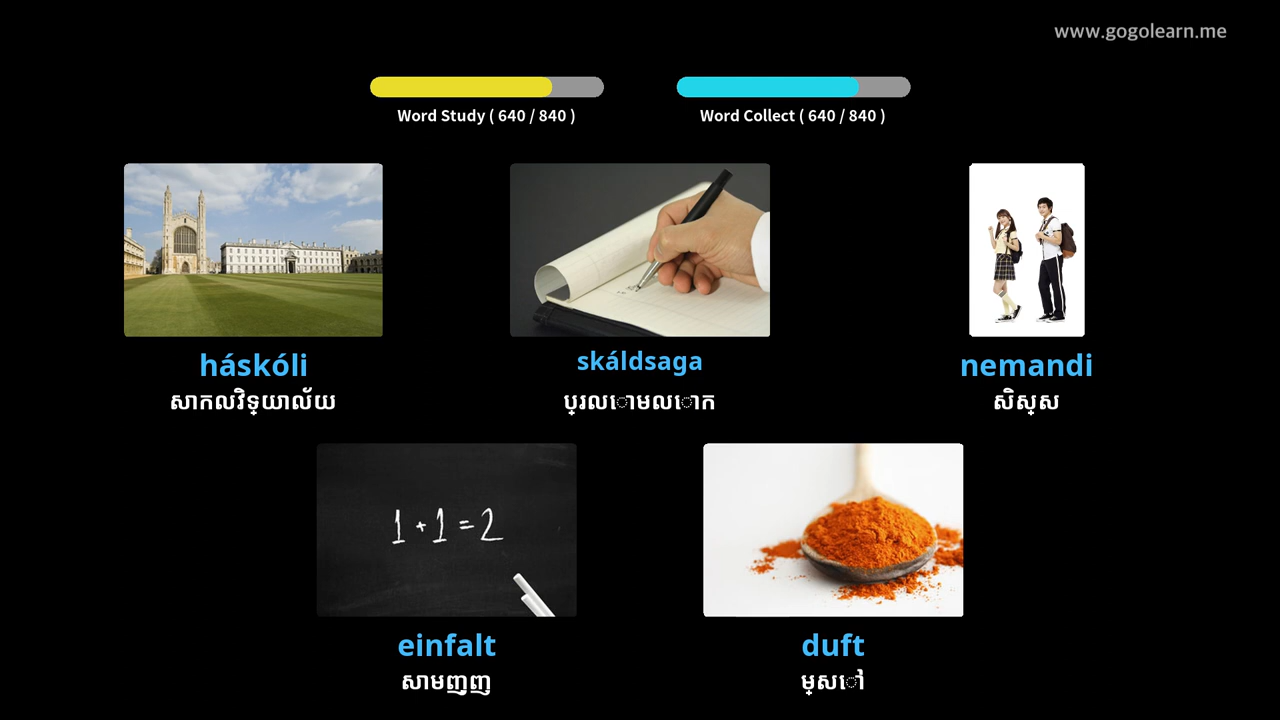 www.gogolearn.me
Word Study ( 640 / 840 )
Word Collect ( 640 / 840 )
háskóli
សាកលវិទ្យាល័យ
skáldsaga
ប្រលោមលោក
nemandi
សិស្ស
einfalt
សាមញ្ញ
duft
ម្សៅ
1 + 1 = 2